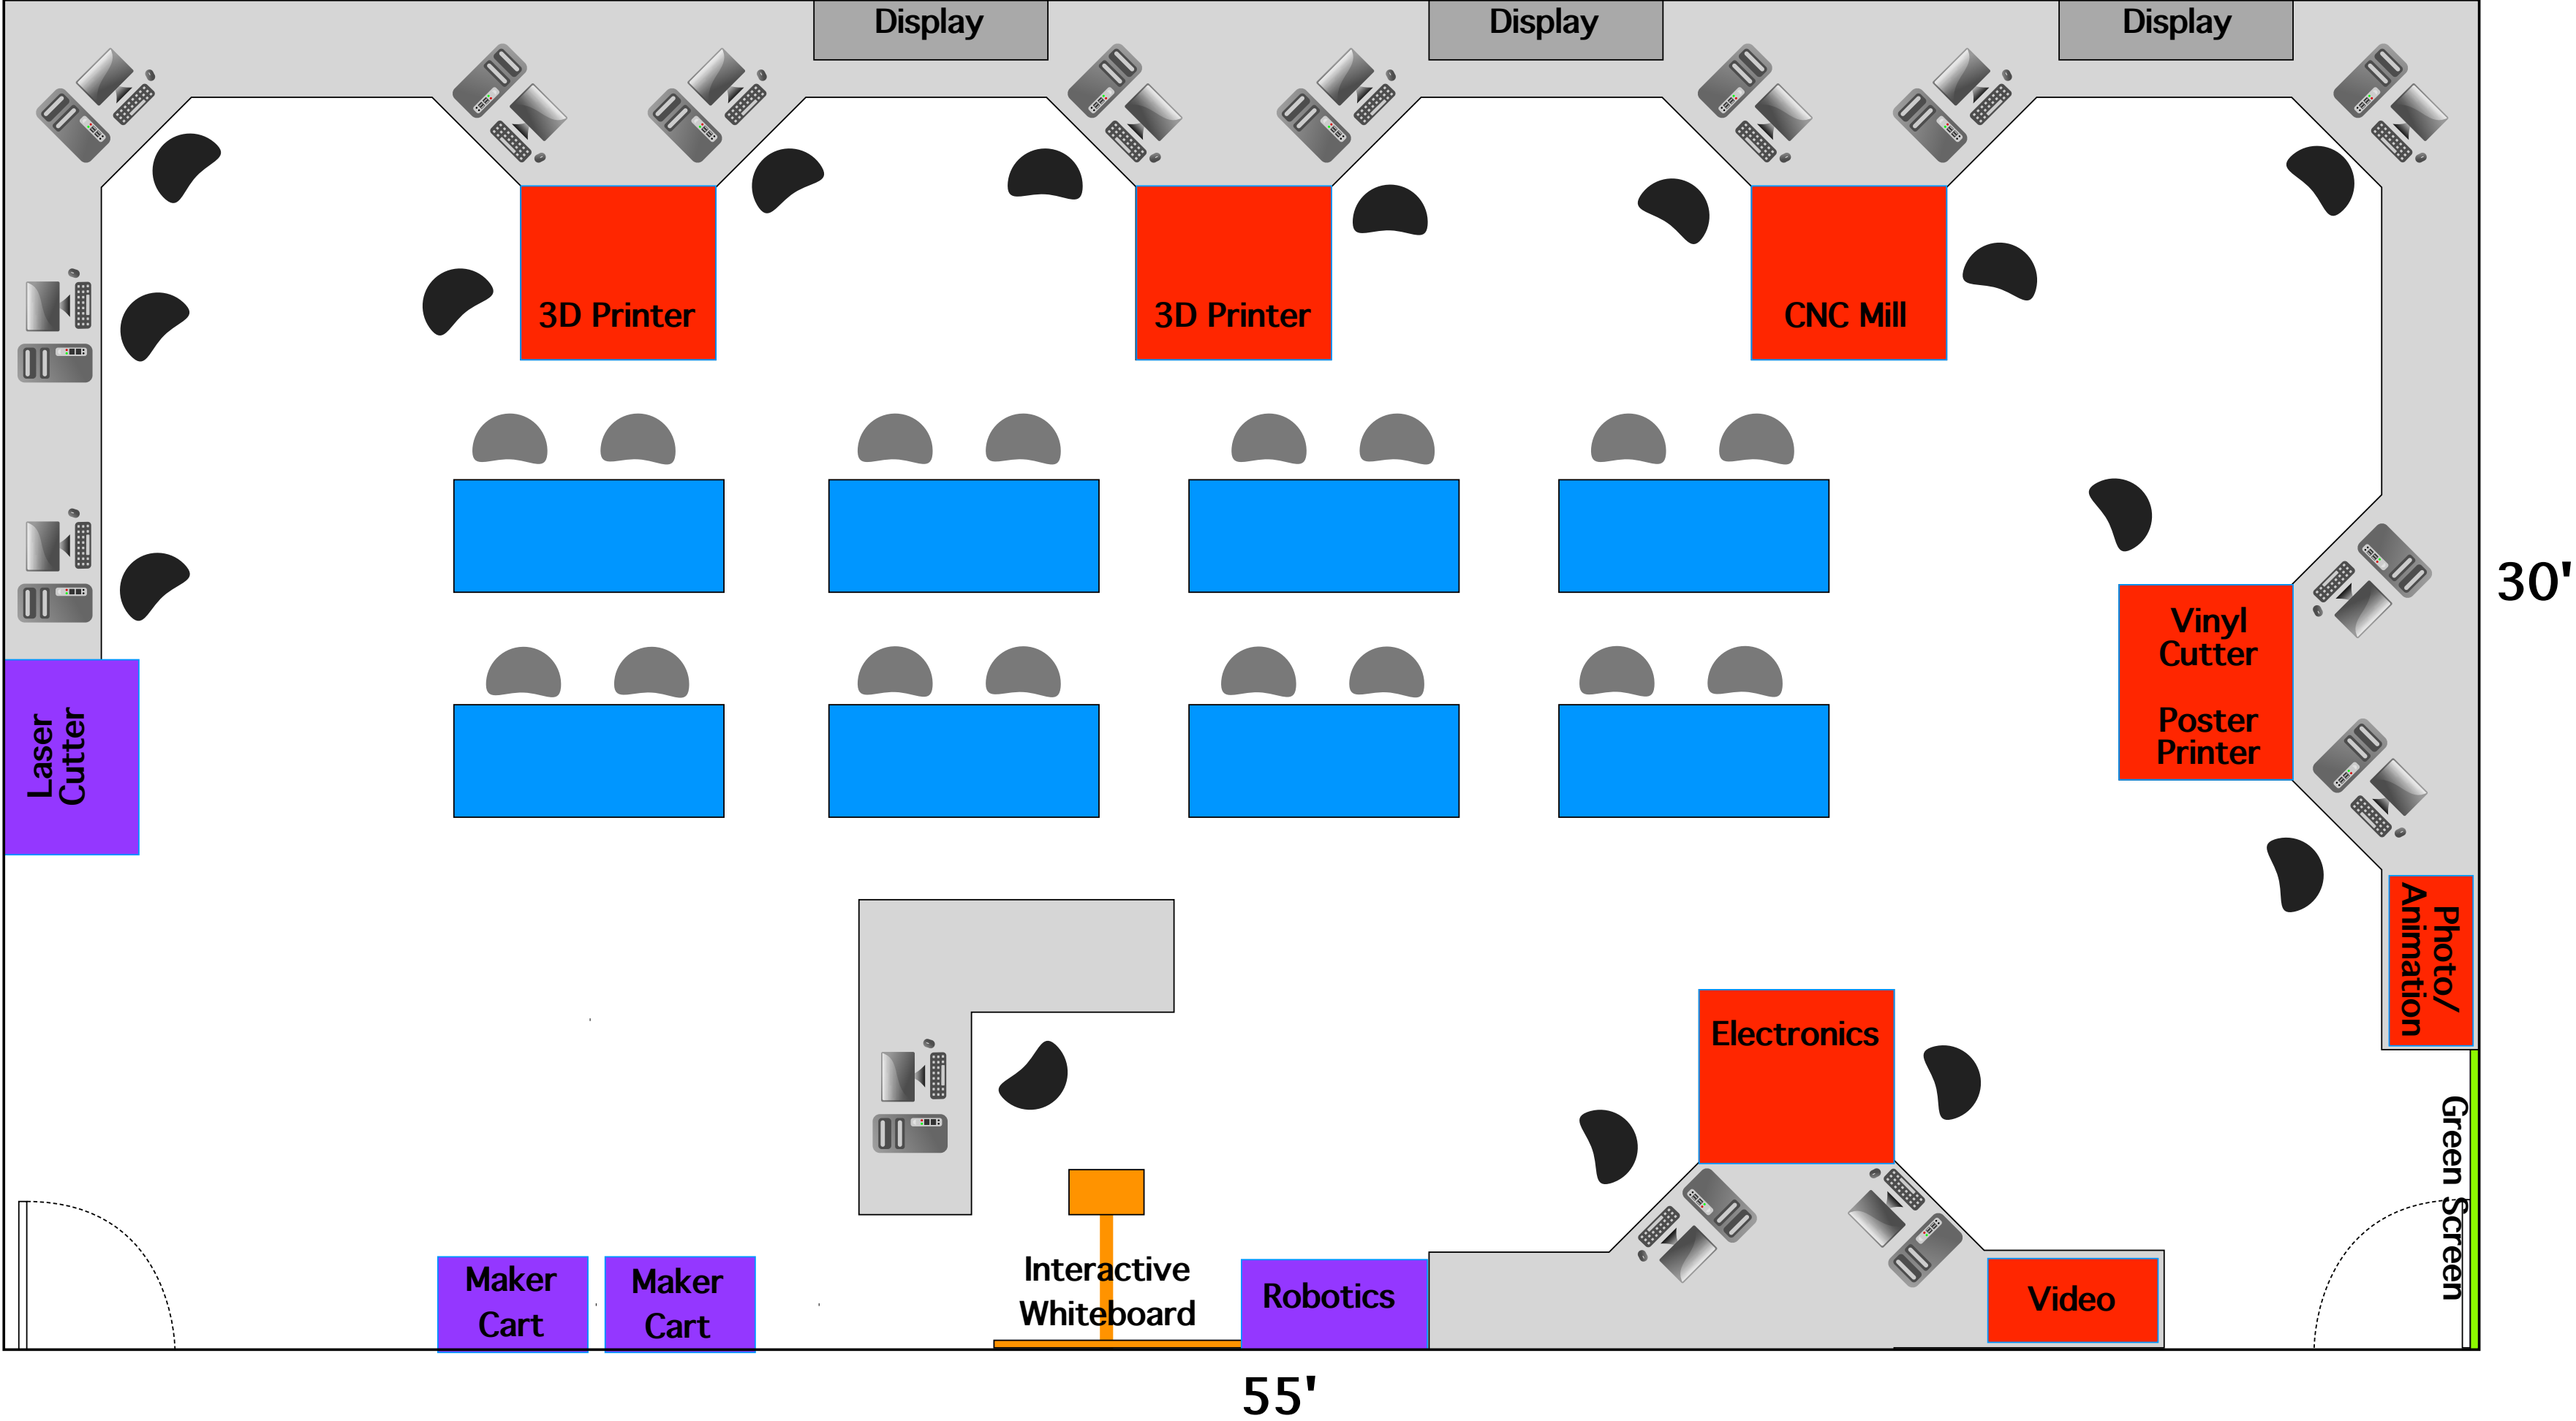 Display
Display
Display
3D Printer
3D Printer
CNC Mill
30'
Vinyl
Cutter
Poster
Printer
Laser
Cutter
Photo/
Animation
Electronics
Green Screen
Interactive
Whiteboard
Maker
Cart
Maker
Cart
Robotics
Video
55'